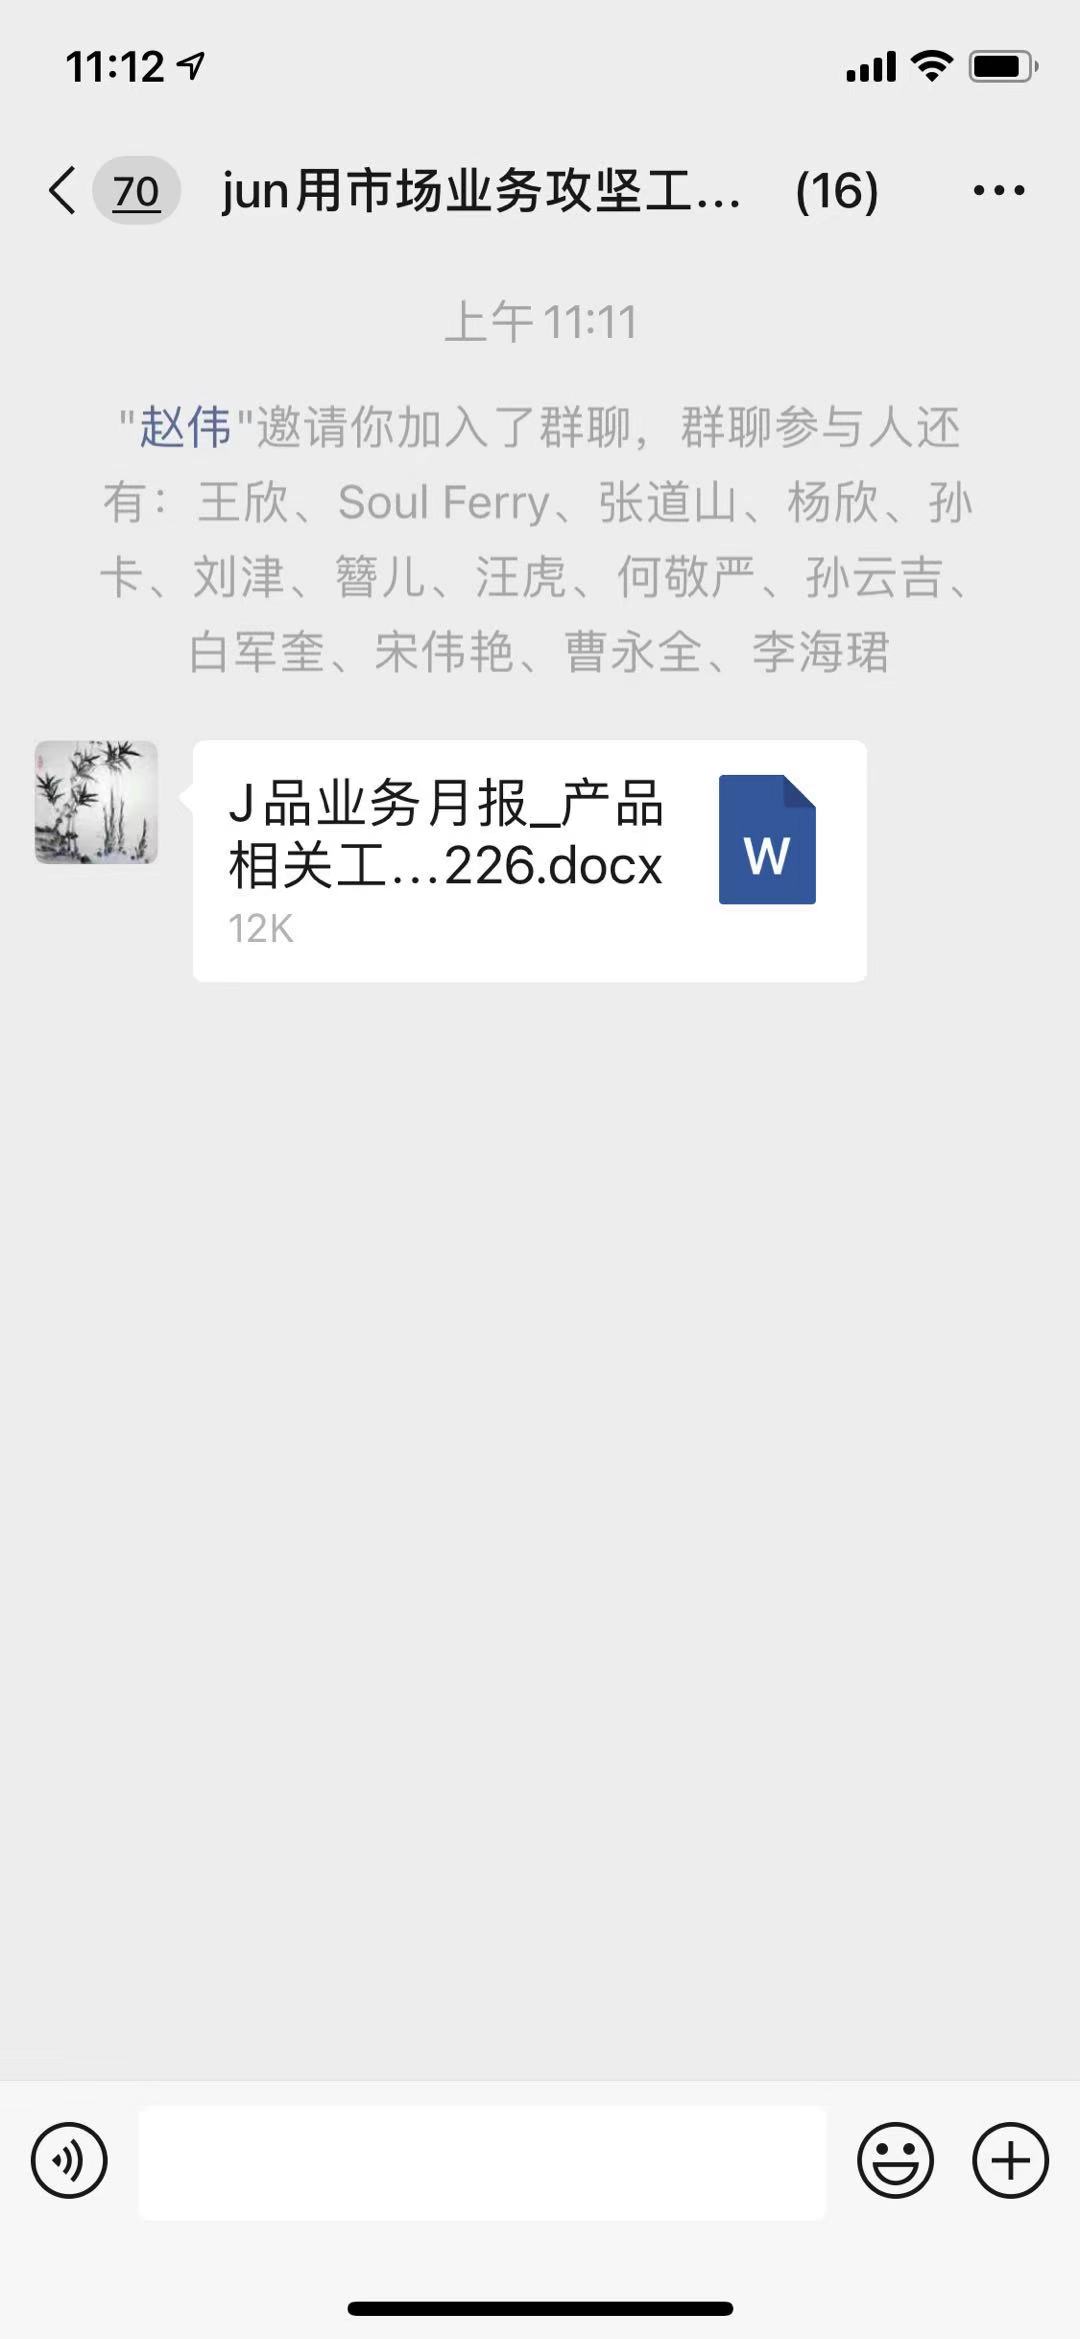 11:12
70 jun用市场业务攻坚工... (16)
上午11:11
"赵伟"邀请你加入了群聊，群聊参与人还
有：王欣、Soul Ferry、张道山、杨欣、孙
卡、刘津、簪儿、汪虎、何敬严、孙云吉、
白军奎、宋伟艳、曹永全、李海珺
J品业务月报_产品
相关工...226.docx
W
12K